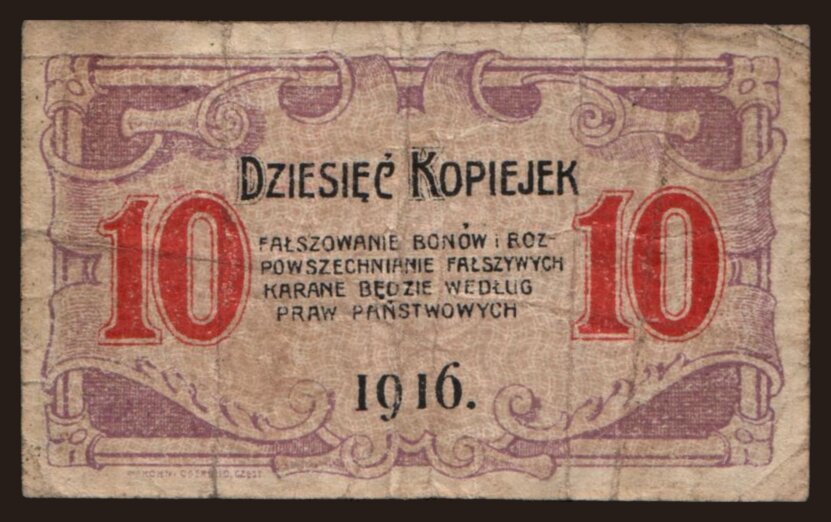 DZIESIĘĆ KOPIEJEK
10 10
FAŁSZOWANIE BONÓW i ROZ-
POWSZECHNIANIE FAŁSZYWYCH
KARANE BĘDZIE WEDŁUG
PRAW PAŃSTWOWYCH
1916.